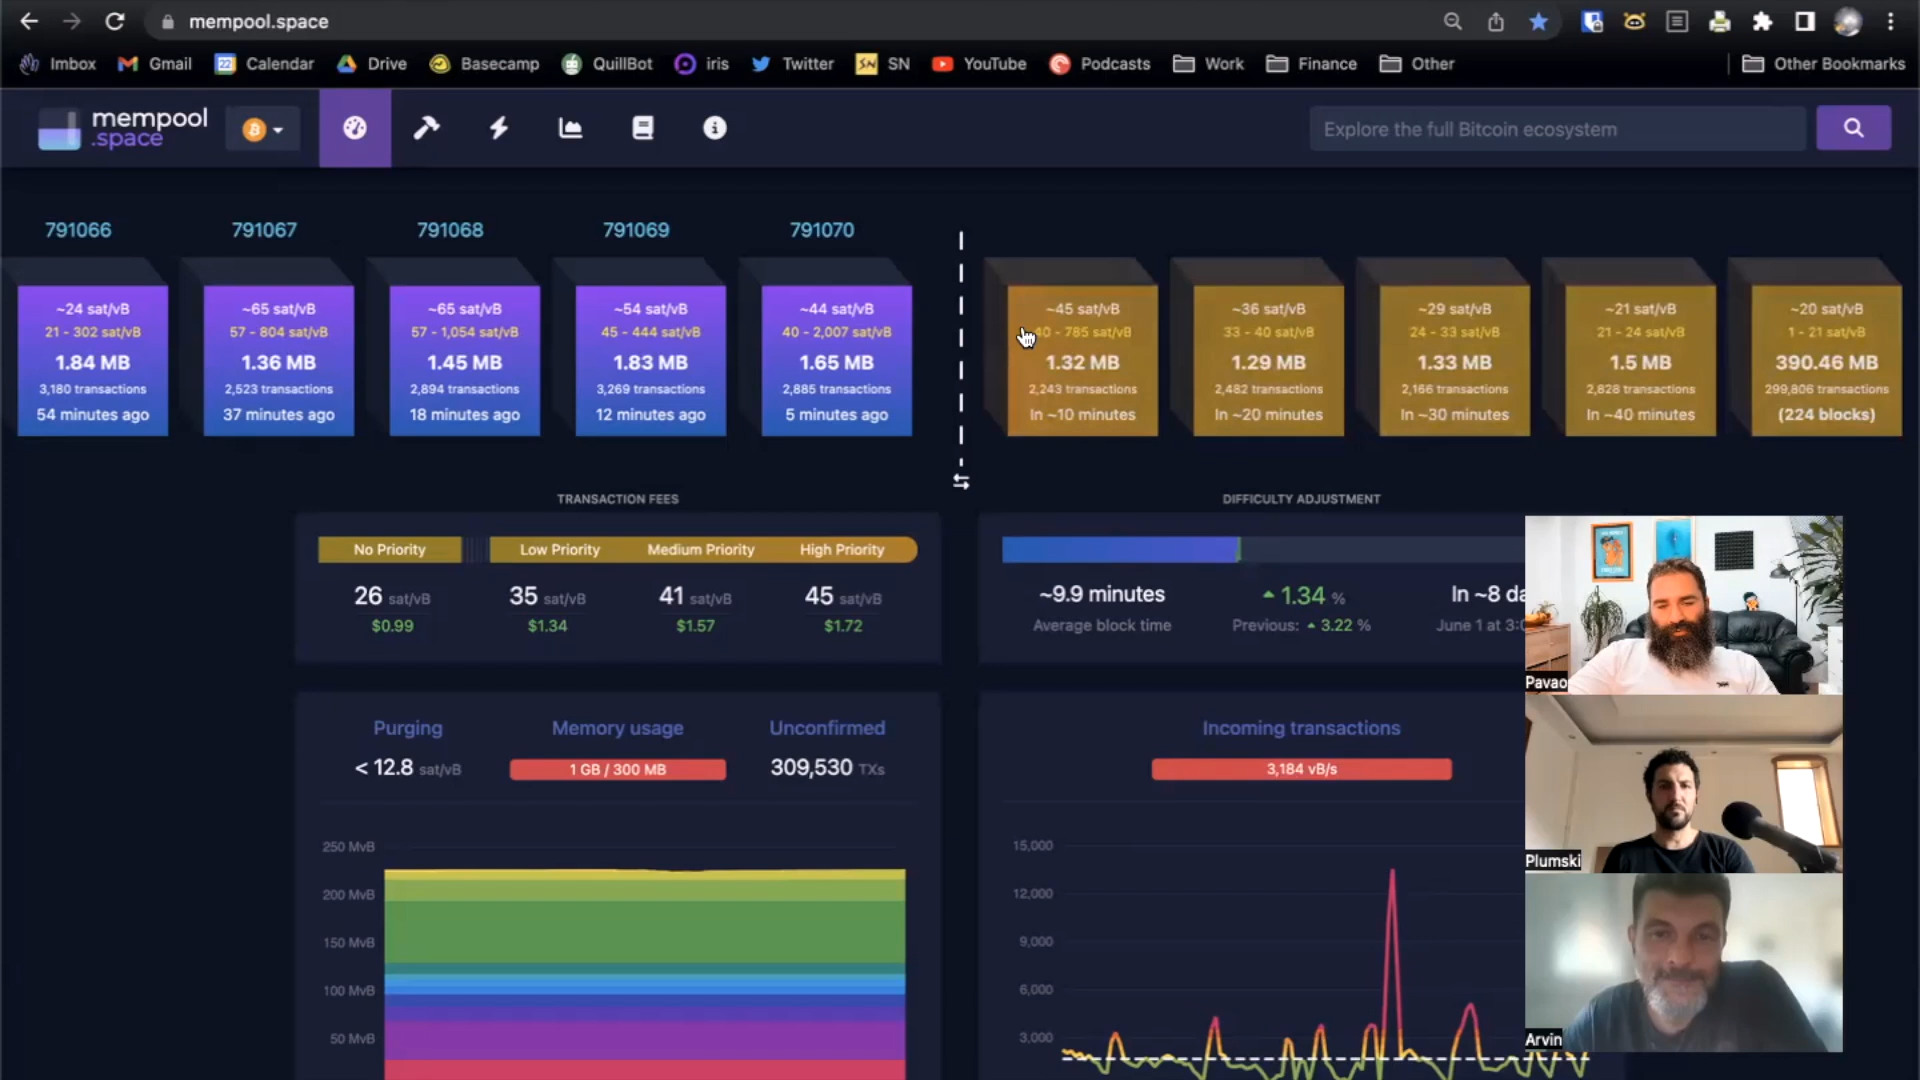 mempool.space
Imbox Gmail Calendar Drive Basecamp QuillBot iris Twitter SN YouTube Podcasts Work Finance Other Other Bookmarks
mempool
.space
Explore the full Bitcoin ecosystem
791066 791067 791068 791069 791070
~24 sat/vB ~65 sat/vB ~65 sat/vB ~54 sat/vB ~44 sat/vB ~45 sat/vB ~36 sat/vB ~29 sat/vB ~21 sat/vB ~20 sat/vB
21 - 302 sat/vB 57 - 804 sat/vB 57 - 1,054 sat/vB 45 - 444 sat/vB 40 - 2,007 sat/vB 40 - 785 sat/vB 33 - 40 sat/vB 24 - 33 sat/vB 21 - 24 sat/vB 1 - 21 sat/vB
1.84 MB 1.36 MB 1.45 MB 1.83 MB 1.65 MB 1.32 MB 1.29 MB 1.33 MB 1.5 MB 390.46 MB
3,180 transactions 2,523 transactions 2,894 transactions 3,269 transactions 2,885 transactions 2,243 transactions 2,482 transactions 2,166 transactions 2,828 transactions 299,806 transactions
54 minutes ago 37 minutes ago 18 minutes ago 12 minutes ago 5 minutes ago In ~10 minutes In ~20 minutes In ~30 minutes In ~40 minutes (224 blocks)
TRANSACTION FEES DIFFICULTY ADJUSTMENT
No Priority Low Priority Medium Priority High Priority
26 sat/vB 35 sat/vB 41 sat/vB 45 sat/vB ~9.9 minutes 1.34 % In ~8 da
$0.99 $1.34 $1.57 $1.72 Average block time Previous: 3.22 % June 1 at 3:0
Pavao
Purging Memory usage Unconfirmed Incoming transactions
< 12.8 sat/vB 1 GB / 300 MB 309,530 TXs 3,184 vB/s
250 MvB 15,000
Plumski
200 MvB 12,000
150 MvB 9,000
100 MvB 6,000
50 MvB 3,000
Arvin